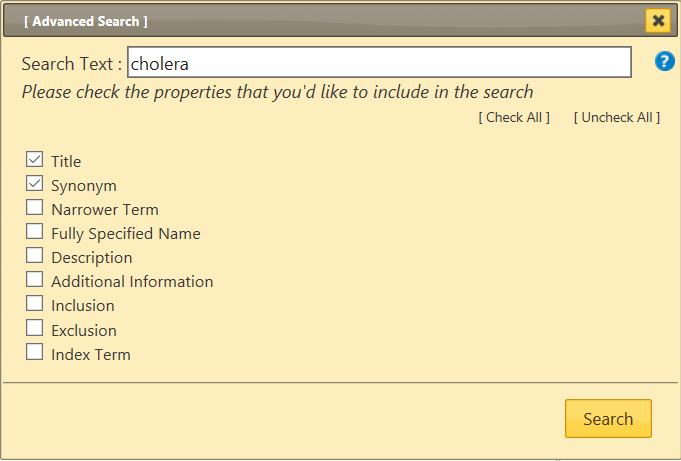 [ Advanced Search ]
Search Text : cholera
Please check the properties that you'd like to include in the search
[ Check All ] [ Uncheck All ]
Title
Synonym
Narrower Term
Fully Specified Name
Description
Additional Information
Inclusion
Exclusion
Index Term
Search